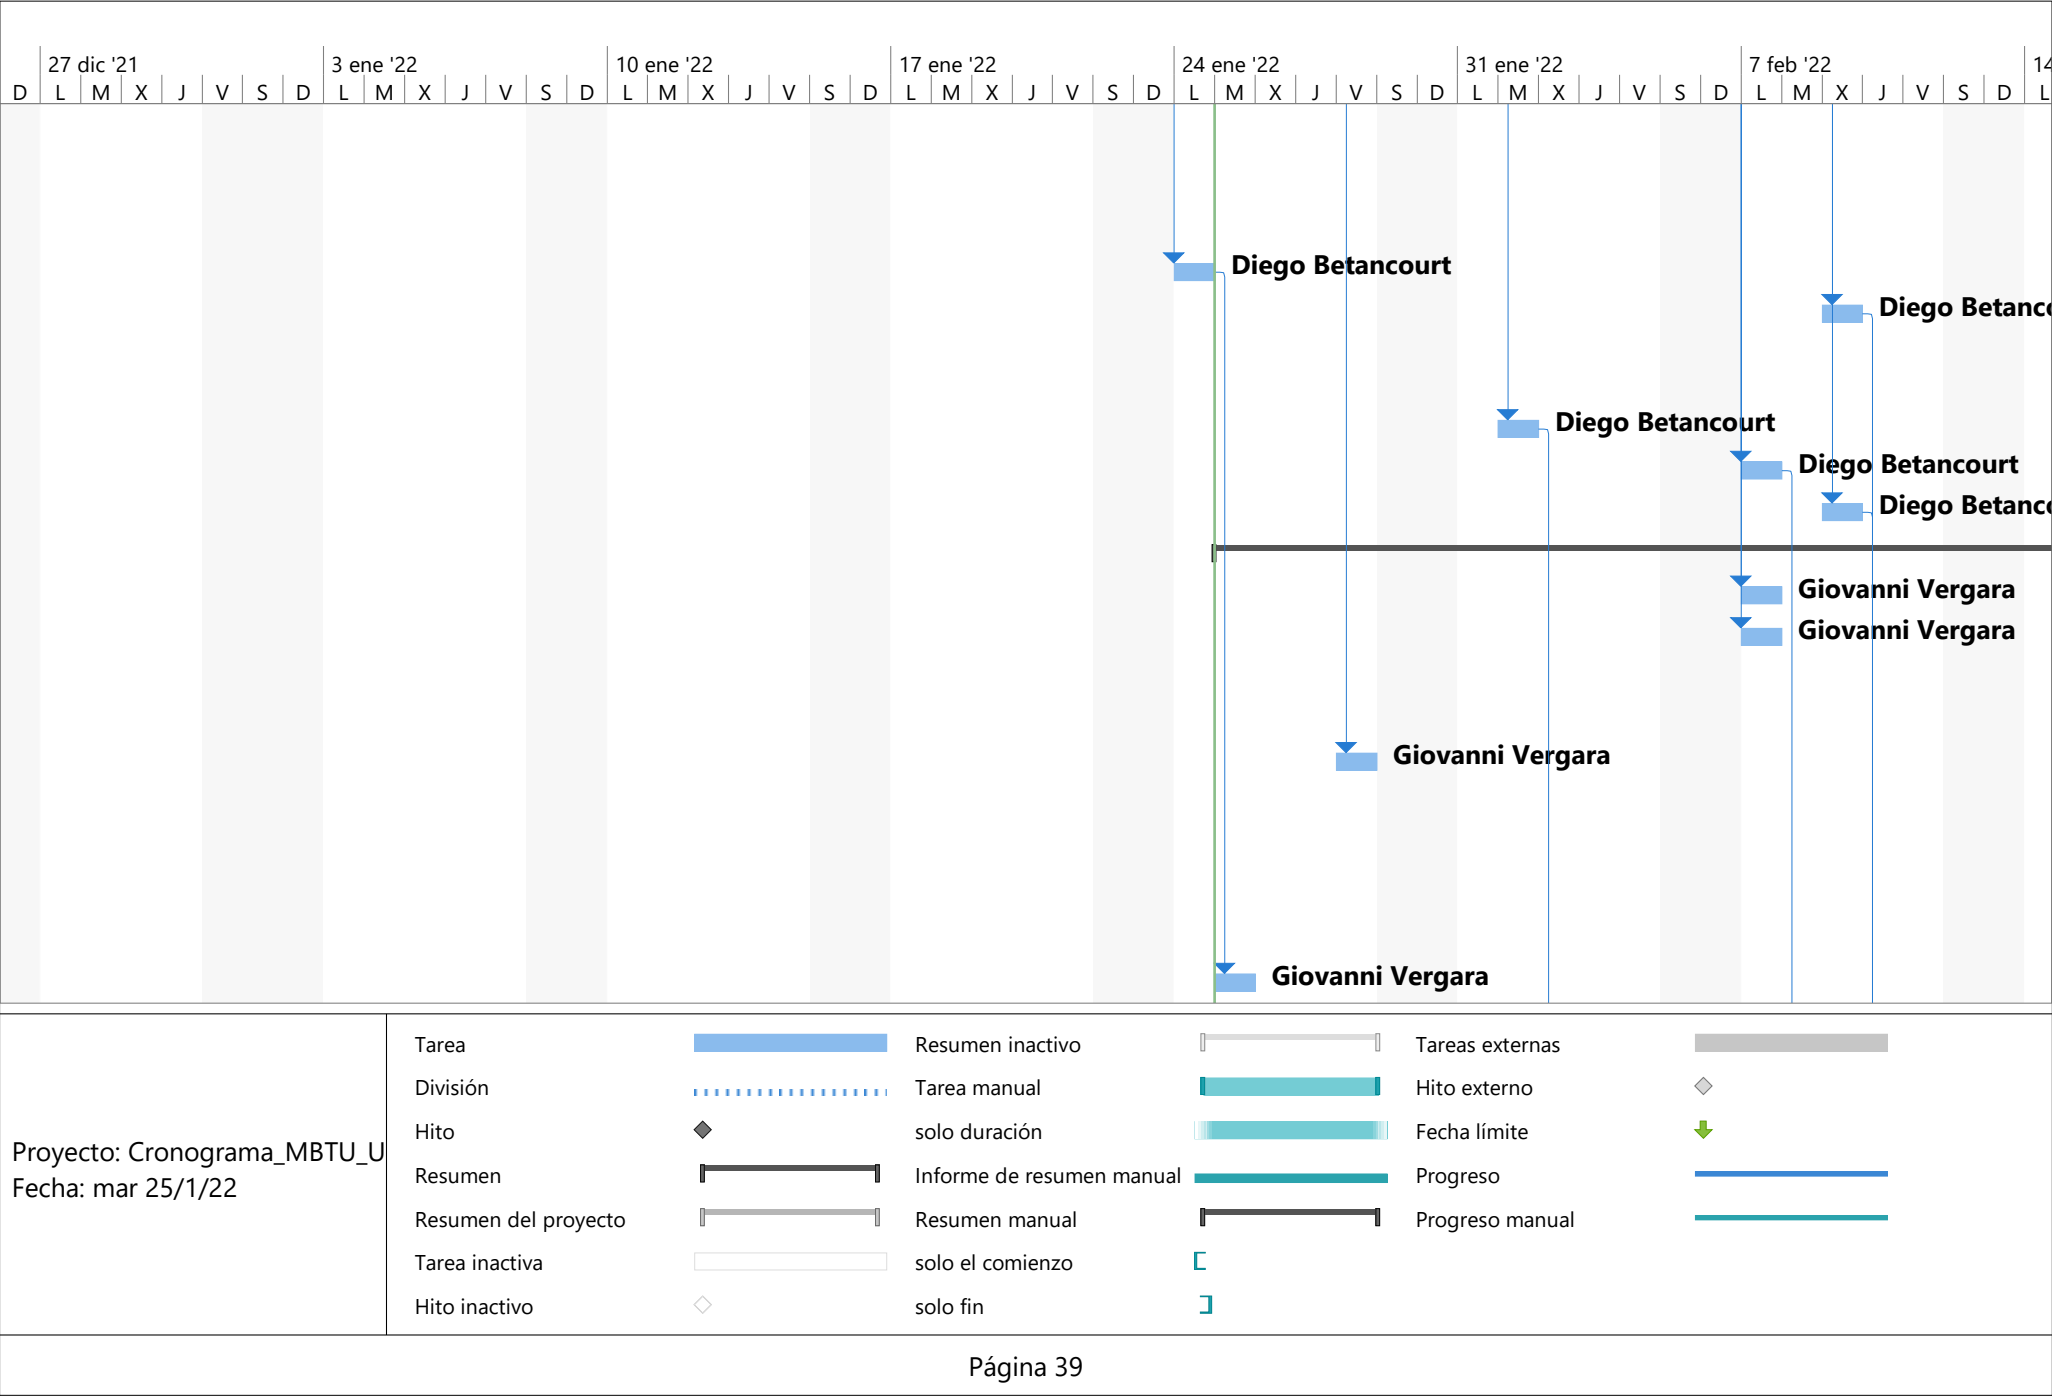 27 dic '21 3 ene '22 10 ene '22 17 ene '22 24 ene '22 31 ene '22 7 feb '22 14
D L M X J V S D L M X J V S D L M X J V S D L M X J V S D L M X J V S D L M X J V S D L M X J V S D L
Diego Betancourt
Diego Betanco
Diego Betancourt
Diego Betancourt
Diego Betanco
Giovanni Vergara
Giovanni Vergara
Giovanni Vergara
Giovanni Vergara
Proyecto: Cronograma_MBTU_U
Fecha: mar 25/1/22
Tarea
División
Hito
Resumen
Resumen del proyecto
Tarea inactiva
Hito inactivo
Resumen inactivo
Tarea manual
solo duración
Informe de resumen manual
Resumen manual
solo el comienzo
solo fin
Tareas externas
Hito externo
Fecha límite
Progreso
Progreso manual
Página 39